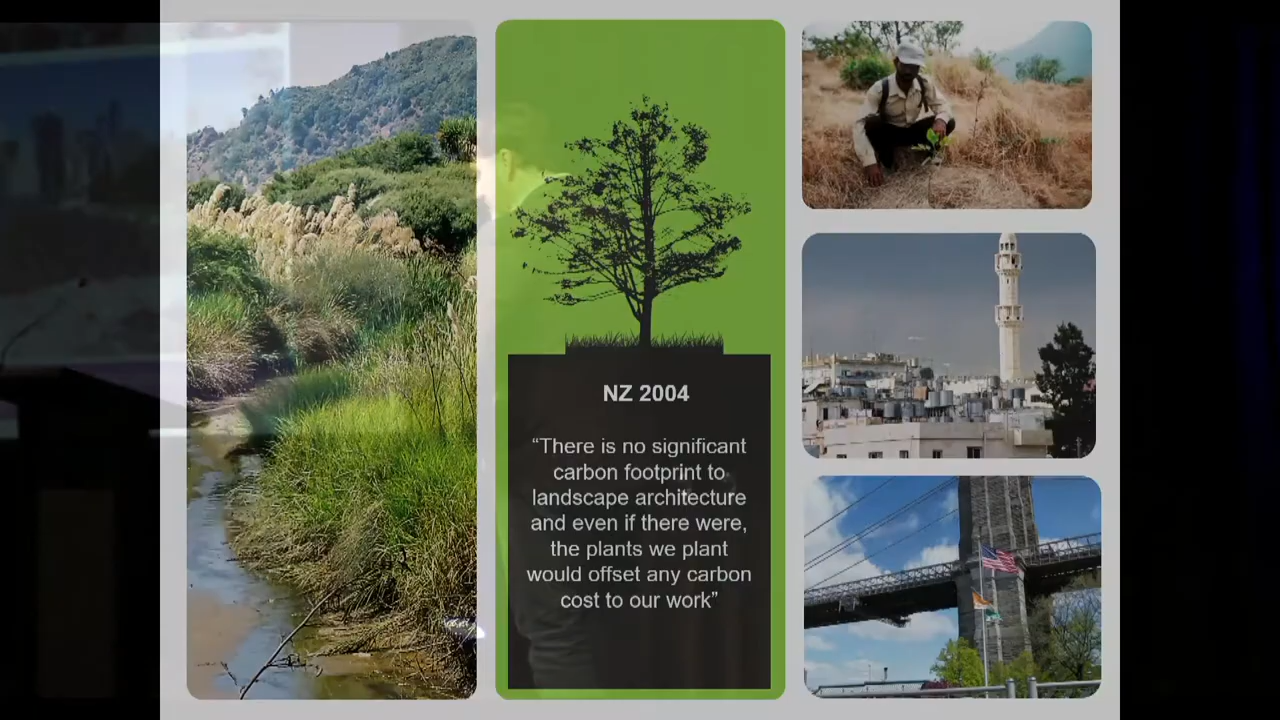 NZ 2004
“There is no significant
carbon footprint to
landscape architecture
and even if there were,
the plants we plant
would offset any carbon
cost to our work”